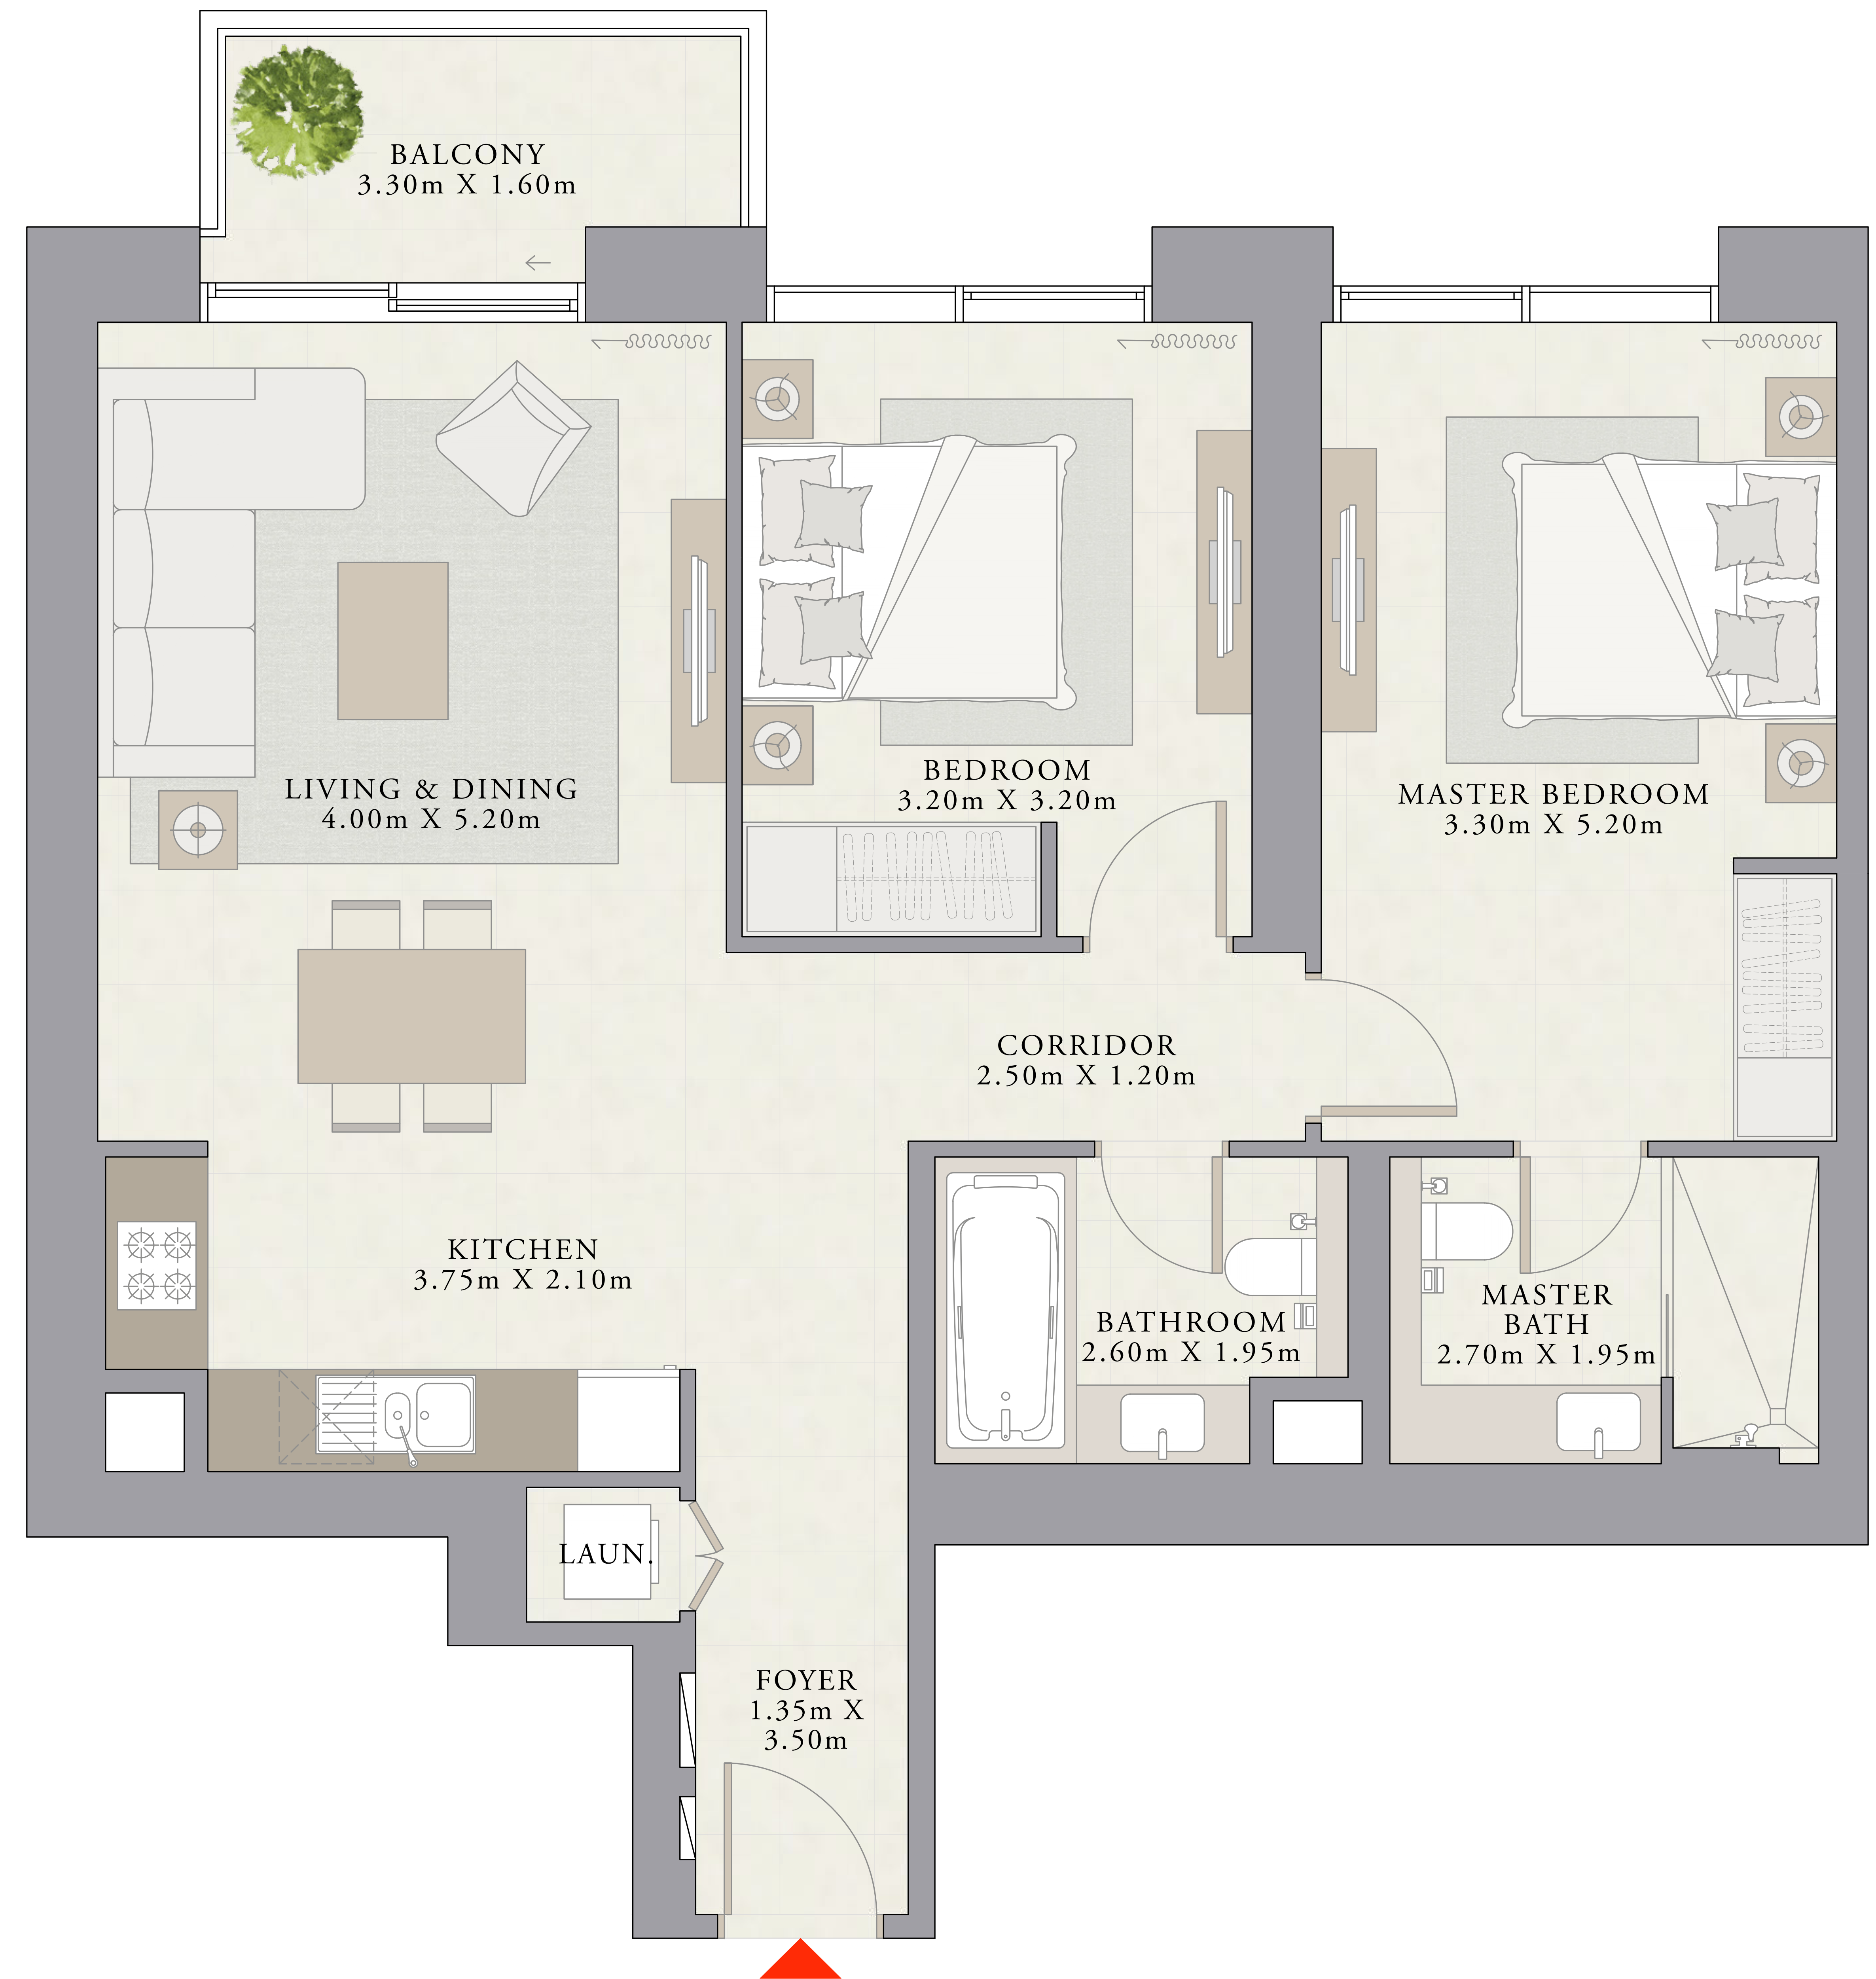 BALCONY
3.30m X 1.60m
BEDROOM
3.20m X 3.20m
LIVING & DINING
4.00m X 5.20m
MASTER BEDROOM
3.30m X 5.20m
CORRIDOR
2.50m X 1.20m
KITCHEN
3.75m X 2.10m
BATHROOM
2.60m X 1.95m
MASTER
BATH
2.70m X 1.95m
LAUN.
FOYER
1.35m X
3.50m